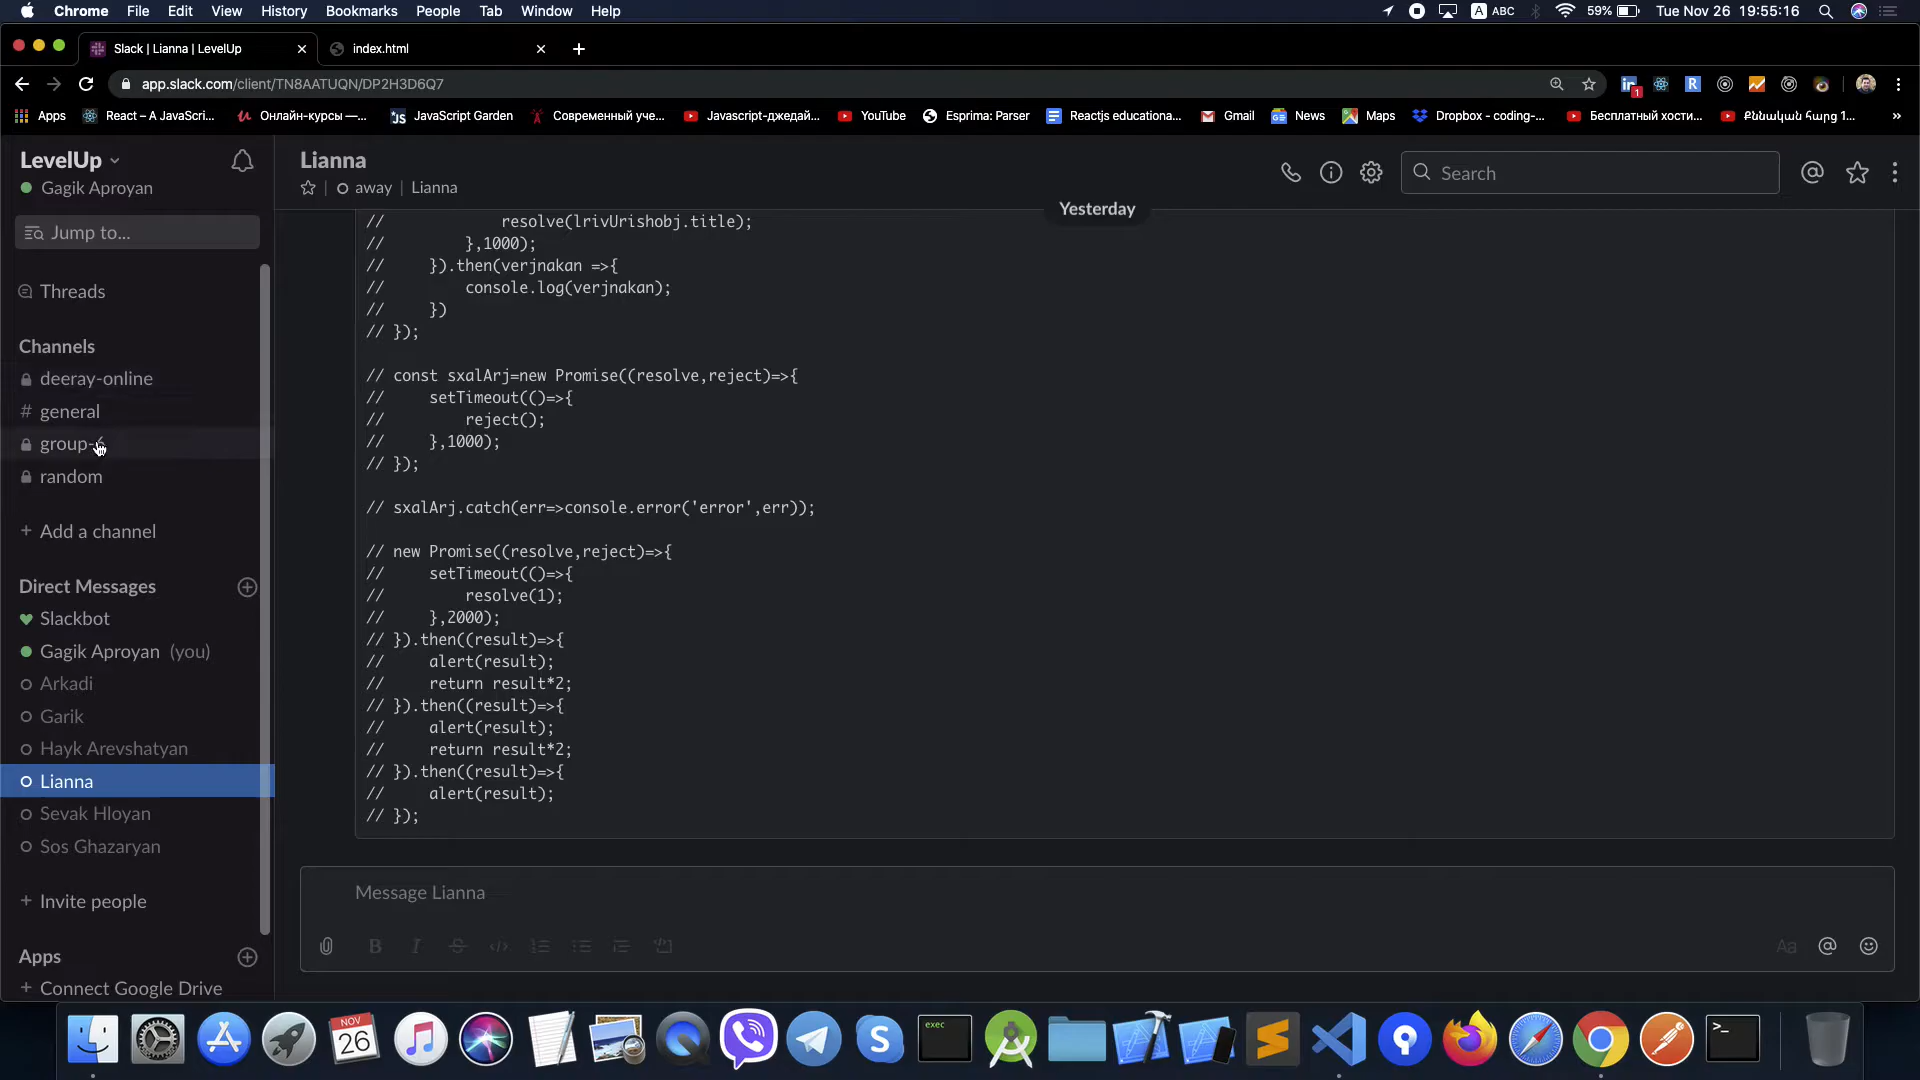 Chrome File Edit View History Bookmarks People Tab Window Help
A ABC 59% Tue Nov 26 19:55:16
Slack | Lianna | LevelUp
index.html
app.slack.com/client/TN8AATUQN/DP2H3D6Q7
1
Apps
React – A JavaScri...
Онлайн-курсы —...
JavaScript Garden
Современный уче...
Javascript-джедай...
YouTube
Esprima: Parser
Reactjs educationa...
Gmail
News
Maps
Dropbox - coding-...
Бесплатный хости...
Քննական հարց 1...
»
LevelUp
Gagik Aproyan
Jump to...
Threads
Channels
deeray-online
# general
group-
random
+ Add a channel
Direct Messages
Slackbot
Gagik Aproyan (you)
Arkadi
Garik
Hayk Arevshatyan
Lianna
Sevak Hloyan
Sos Ghazaryan
+ Invite people
Apps
+ Connect Google Drive
Lianna
away | Lianna
Search
Yesterday
// resolve(lrivUrishobj.title);
// },1000);
// }).then(verjnakan =>{
// console.log(verjnakan);
// })
// });
// const sxalArj=new Promise((resolve,reject)=>{
// setTimeout(()=>{
// reject();
// },1000);
// });
// sxalArj.catch(err=>console.error('error',err));
// new Promise((resolve,reject)=>{
// setTimeout(()=>{
// resolve(1);
// },2000);
// }).then((result)=>{
// alert(result);
// return result*2;
// }).then((result)=>{
// alert(result);
// return result*2;
// }).then((result)=>{
// alert(result);
// });
Message Lianna
B I S </> Aa @
NOV
26
exec
>_